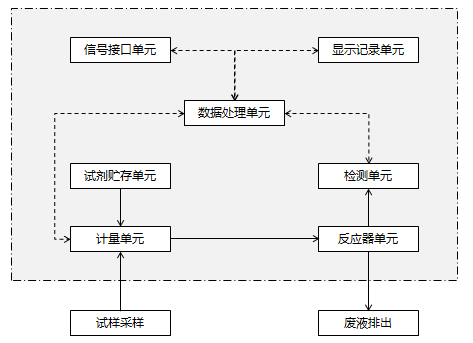 信号接口单元
显示记录单元
数据处理单元
试剂贮存单元
检测单元
计量单元
反应器单元
试样采样
废液排出